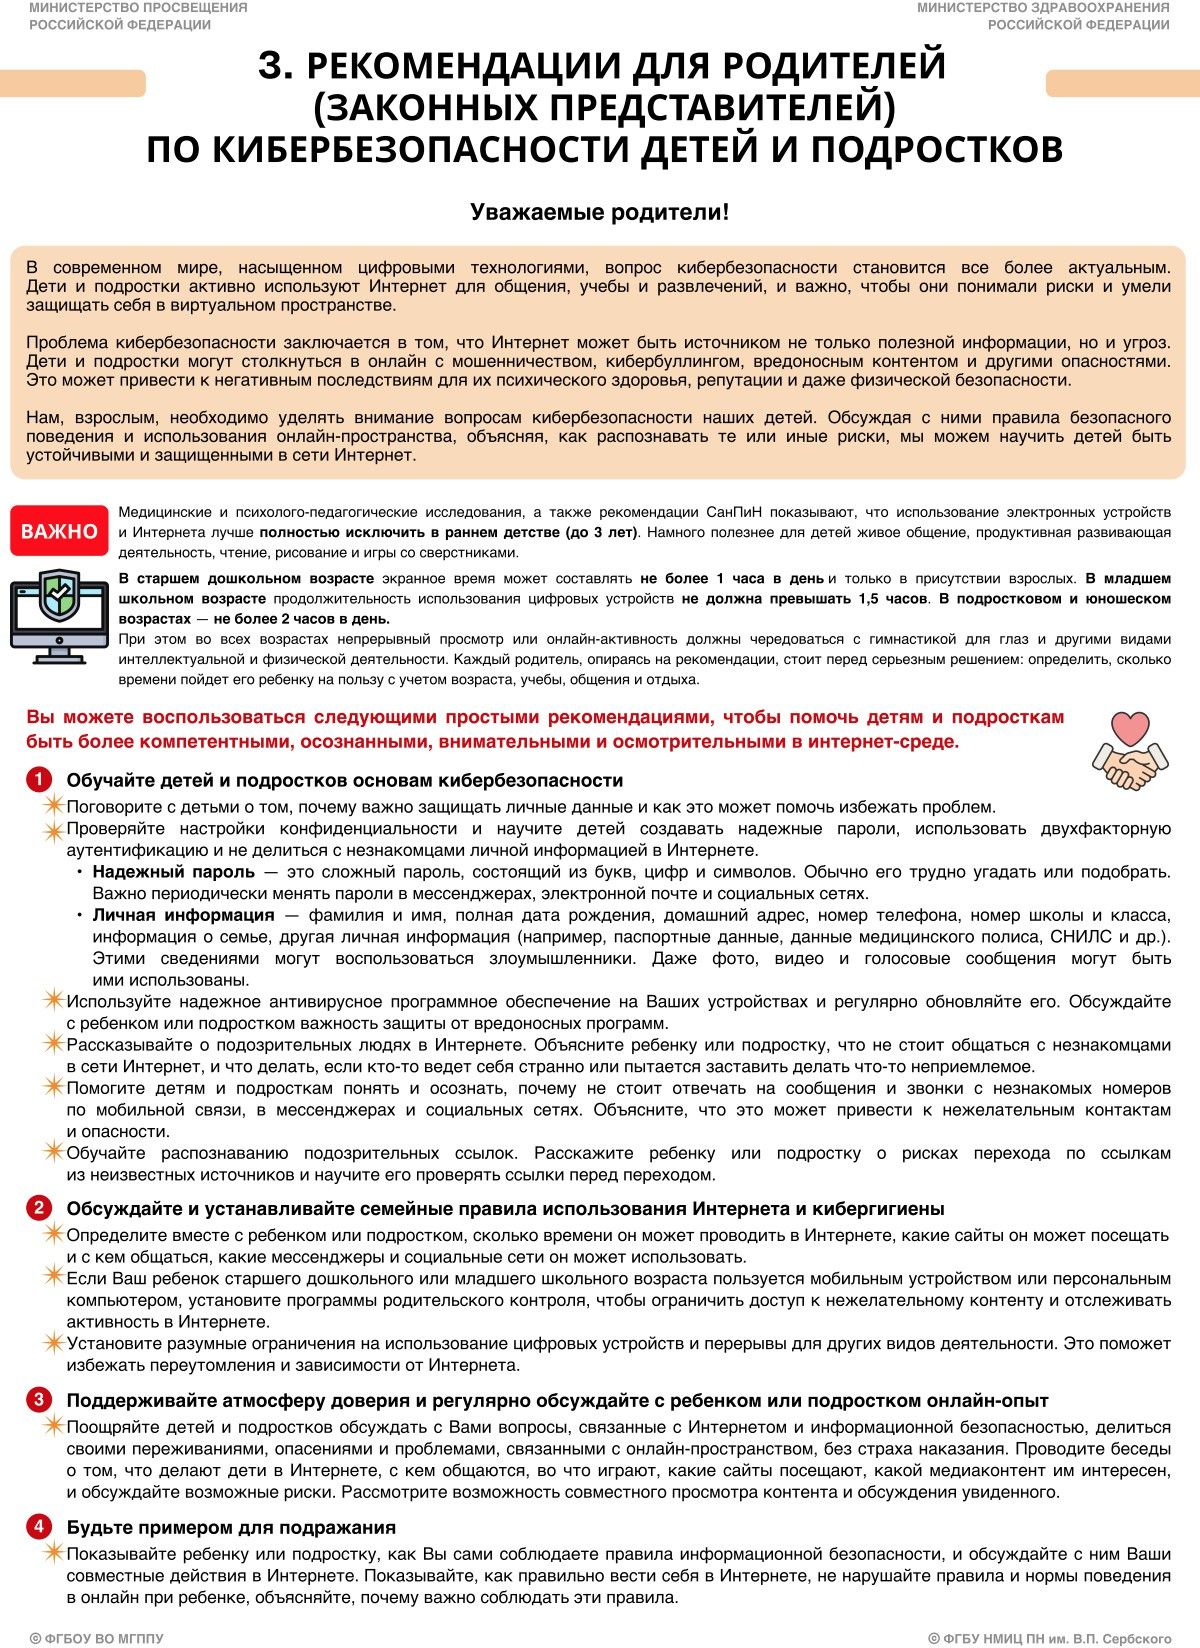 МИНИСТЕРСТВО ПРОСВЕЩЕНИЯ
РОССИЙСКОЙ ФЕДЕРАЦИИ
МИНИСТЕРСТВО ЗДРАВООХРАНЕНИЯ
РОССИЙСКОЙ ФЕДЕРАЦИИ
3. РЕКОМЕНДАЦИИ ДЛЯ РОДИТЕЛЕЙ
(ЗАКОННЫХ ПРЕДСТАВИТЕЛЕЙ)
ПО КИБЕРБЕЗОПАСНОСТИ ДЕТЕЙ И ПОДРОСТКОВ
Уважаемые родители!
В современном мире, насыщенном цифровыми технологиями, вопрос кибербезопасности становится все более актуальным.
Дети и подростки активно используют Интернет для общения, учебы и развлечений, и важно, чтобы они понимали риски и умели
защищать себя в виртуальном пространстве.
Проблема кибербезопасности заключается в том, что Интернет может быть источником не только полезной информации, но и угроз.
Дети и подростки могут столкнуться в онлайн с мошенничеством, кибербуллингом, вредоносным контентом и другими опасностями.
Это может привести к негативным последствиям для их психического здоровья, репутации и даже физической безопасности.
Нам, взрослым, необходимо уделять внимание вопросам кибербезопасности наших детей. Обсуждая с ними правила безопасного
поведения и использования онлайн-пространства, объясняя, как распознавать те или иные риски, мы можем научить детей быть
устойчивыми и защищенными в сети Интернет.
ВАЖНО
Медицинские и психолого-педагогические исследования, а также рекомендации СанПиН показывают, что использование электронных устройств
и Интернета лучше полностью исключить в раннем детстве (до 3 лет). Намного полезнее для детей живое общение, продуктивная развивающая
деятельность, чтение, рисование и игры со сверстниками.
В старшем дошкольном возрасте экранное время может составлять не более 1 часа в день и только в присутствии взрослых. В младшем
школьном возрасте продолжительность использования цифровых устройств не должна превышать 1,5 часов. В подростковом и юношеском
возрастах — не более 2 часов в день.
При этом во всех возрастах непрерывный просмотр или онлайн-активность должны чередоваться с гимнастикой для глаз и другими видами
интеллектуальной и физической деятельности. Каждый родитель, опираясь на рекомендации, стоит перед серьезным решением: определить, сколько
времени пойдет его ребенку на пользу с учетом возраста, учебы, общения и отдыха.
Вы можете воспользоваться следующими простыми рекомендациями, чтобы помочь детям и подросткам
быть более компетентными, осознанными, внимательными и осмотрительными в интернет-среде.
1 Обучайте детей и подростков основам кибербезопасности
Поговорите с детьми о том, почему важно защищать личные данные и как это может помочь избежать проблем.
Проверяйте настройки конфиденциальности и научите детей создавать надежные пароли, использовать двухфакторную
аутентификацию и не делиться с незнакомцами личной информацией в Интернете.
• Надежный пароль — это сложный пароль, состоящий из букв, цифр и символов. Обычно его трудно угадать или подобрать.
Важно периодически менять пароли в мессенджерах, электронной почте и социальных сетях.
• Личная информация — фамилия и имя, полная дата рождения, домашний адрес, номер телефона, номер школы и класса,
информация о семье, другая личная информация (например, паспортные данные, данные медицинского полиса, СНИЛС и др.).
Этими сведениями могут воспользоваться злоумышленники. Даже фото, видео и голосовые сообщения могут быть
ими использованы.
Используйте надежное антивирусное программное обеспечение на Ваших устройствах и регулярно обновляйте его. Обсуждайте
с ребенком или подростком важность защиты от вредоносных программ.
Рассказывайте о подозрительных людях в Интернете. Объясните ребенку или подростку, что не стоит общаться с незнакомцами
в сети Интернет, и что делать, если кто-то ведет себя странно или пытается заставить делать что-то неприемлемое.
Помогите детям и подросткам понять и осознать, почему не стоит отвечать на сообщения и звонки с незнакомых номеров
по мобильной связи, в мессенджерах и социальных сетях. Объясните, что это может привести к нежелательным контактам
и опасности.
Обучайте распознаванию подозрительных ссылок. Расскажите ребенку или подростку о рисках перехода по ссылкам
из неизвестных источников и научите его проверять ссылки перед переходом.
2 Обсуждайте и устанавливайте семейные правила использования Интернета и кибергигиены
Определите вместе с ребенком или подростком, сколько времени он может проводить в Интернете, какие сайты он может посещать
и с кем общаться, какие мессенджеры и социальные сети он может использовать.
Если Ваш ребенок старшего дошкольного или младшего школьного возраста пользуется мобильным устройством или персональным
компьютером, установите программы родительского контроля, чтобы ограничить доступ к нежелательному контенту и отслеживать
активность в Интернете.
Установите разумные ограничения на использование цифровых устройств и перерывы для других видов деятельности. Это поможет
избежать переутомления и зависимости от Интернета.
3 Поддерживайте атмосферу доверия и регулярно обсуждайте с ребенком или подростком онлайн-опыт
Поощряйте детей и подростков обсуждать с Вами вопросы, связанные с Интернетом и информационной безопасностью, делиться
своими переживаниями, опасениями и проблемами, связанными с онлайн-пространством, без страха наказания. Проводите беседы
о том, что делают дети в Интернете, с кем общаются, во что играют, какие сайты посещают, какой медиаконтент им интересен,
и обсуждайте возможные риски. Рассмотрите возможность совместного просмотра контента и обсуждения увиденного.
4 Будьте примером для подражания
Показывайте ребенку или подростку, как Вы сами соблюдаете правила информационной безопасности, и обсуждайте с ним Ваши
совместные действия в Интернете. Показывайте, как правильно вести себя в Интернете, не нарушайте правила и нормы поведения
в онлайн при ребенке, объясняйте, почему важно соблюдать эти правила.
© ФГБОУ ВО МГППУ
© ФГБУ НМИЦ ПН им. В.П. Сербского